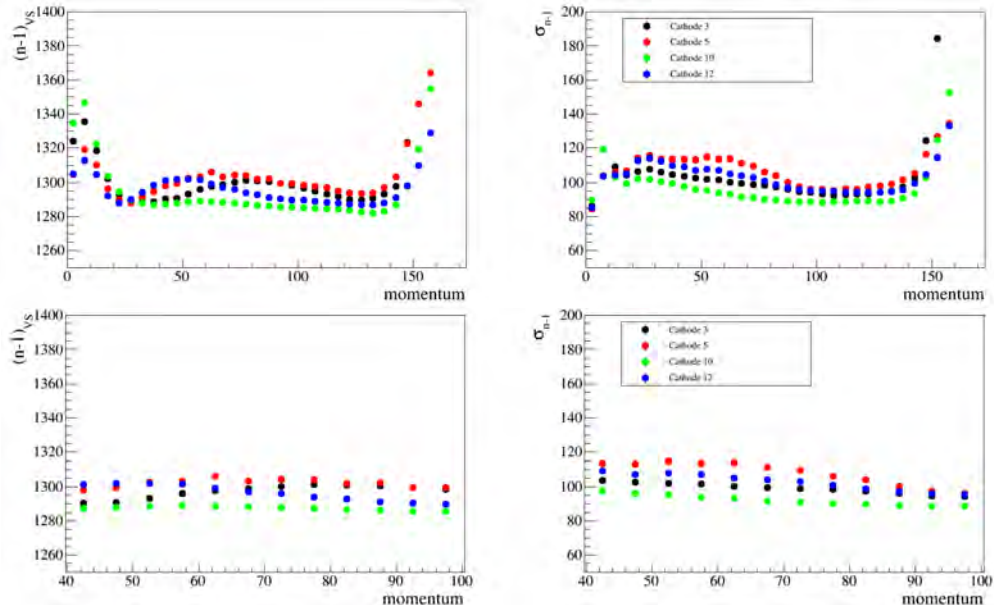 (n-1)VS
1400
1380
1360
1340
1320
1300
1280
1260
0 50 100 150
momentum
σn-1
200
180
160
140
120
100
80
60
0 50 100 150
momentum
Cathode 3
Cathode 5
Cathode 10
Cathode 12
(n-1)VS
1400
1380
1360
1340
1320
1300
1280
1260
40 50 60 70 80 90 100
momentum
σn-1
200
180
160
140
120
100
80
60
40 50 60 70 80 90 100
momentum
Cathode 3
Cathode 5
Cathode 10
Cathode 12